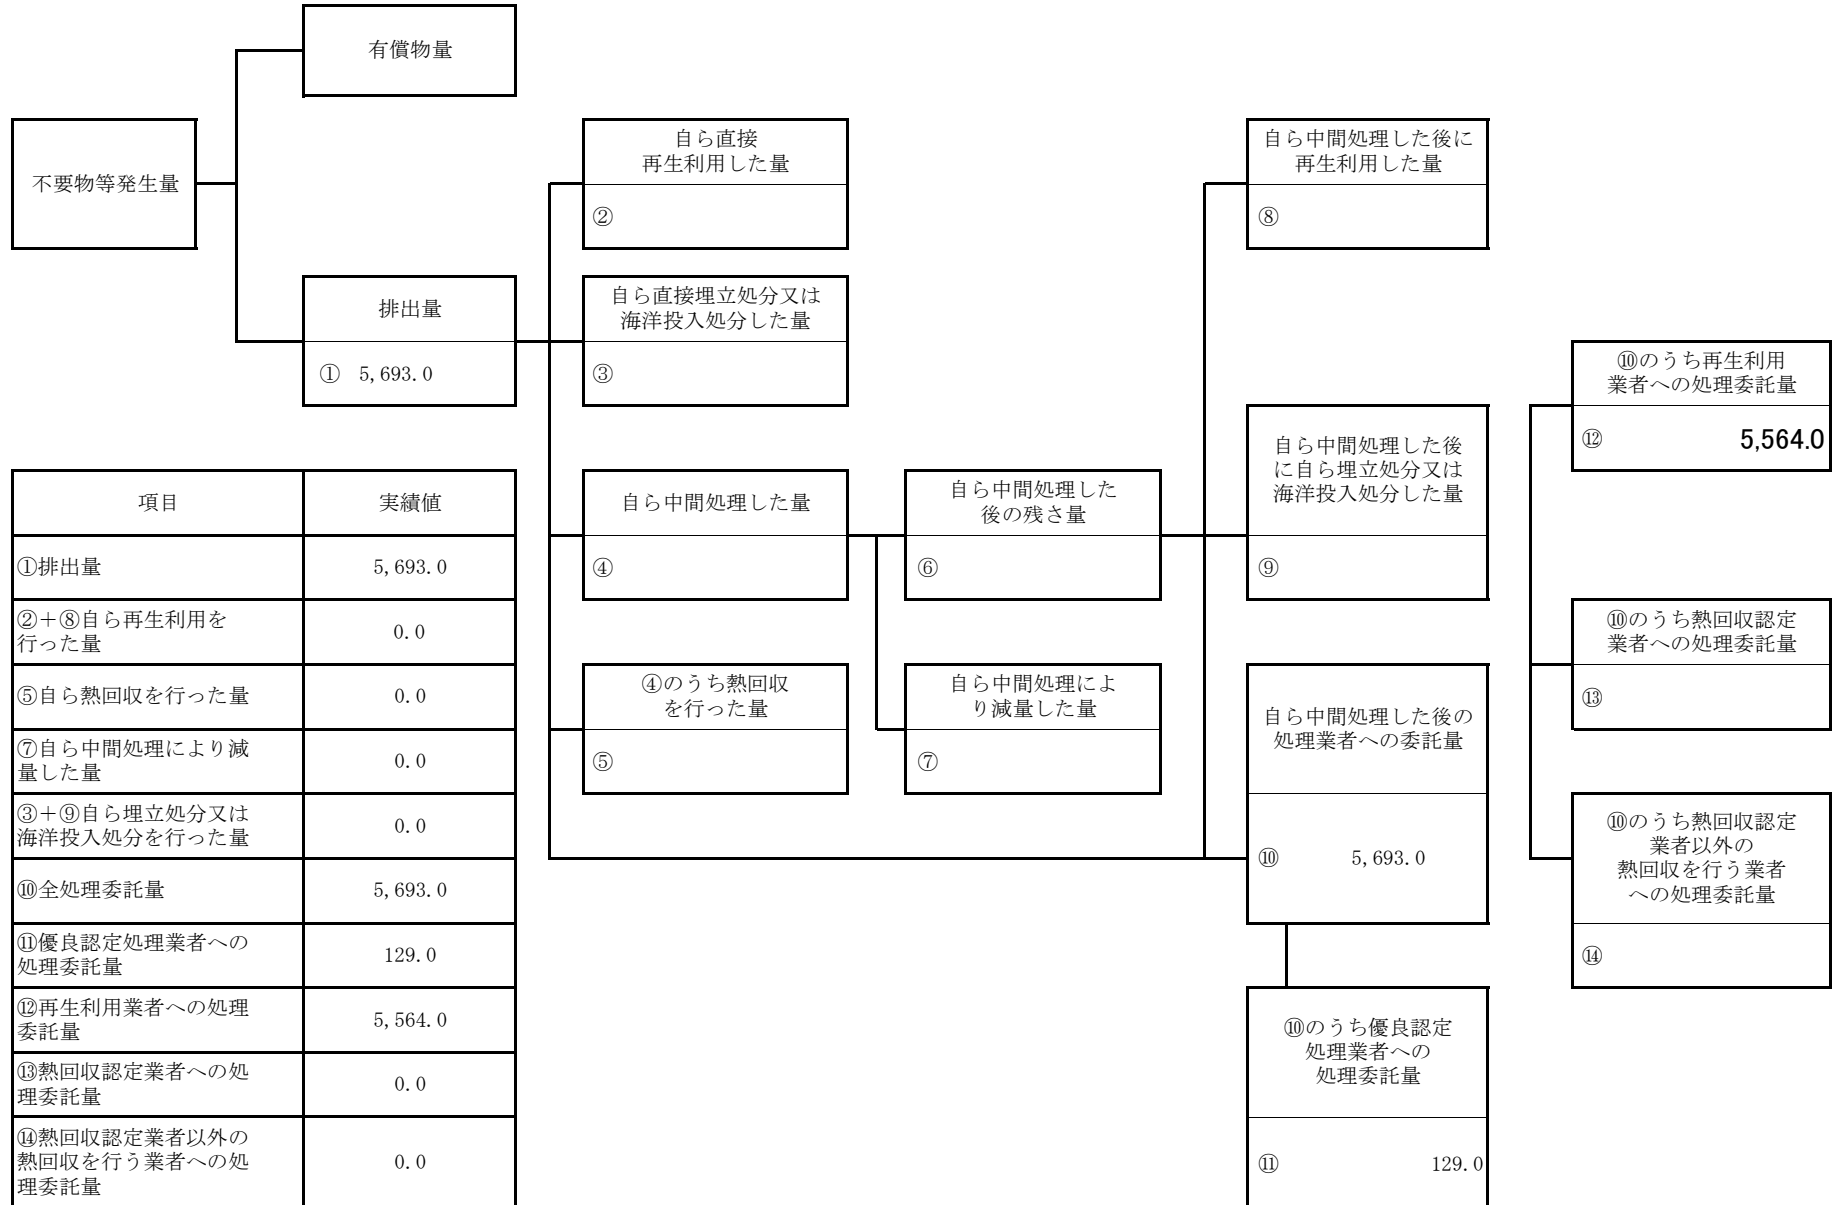 有償物量
不要物等発生量
排出量
① 5,693.0
自ら直接
再生利用した量
②
自ら直接埋立処分又は
海洋投入処分した量
③
自ら中間処理した量
④
④のうち熱回収
を行った量
⑤
自ら中間処理した
後の残さ量
⑥
自ら中間処理によ
り減量した量
⑦
自ら中間処理した後に
再生利用した量
⑧
自ら中間処理した後
に自ら埋立処分又は
海洋投入処分した量
⑨
自ら中間処理した後の
処理業者への委託量
⑩ 5,693.0
⑩のうち優良認定
処理業者への
処理委託量
⑪ 129.0
⑩のうち再生利用
業者への処理委託量
⑫ 5,564.0
⑩のうち熱回収認定
業者への処理委託量
⑬
⑩のうち熱回収認定
業者以外の
熱回収を行う業者
への処理委託量
⑭
項目 実績値
①排出量 5,693.0
②+⑧自ら再生利用を
行った量 0.0
⑤自ら熱回収を行った量 0.0
⑦自ら中間処理により減
量した量 0.0
③+⑨自ら埋立処分又は
海洋投入処分を行った量 0.0
⑩全処理委託量 5,693.0
⑪優良認定処理業者への
処理委託量 129.0
⑫再生利用業者への処理
委託量 5,564.0
⑬熱回収認定業者への処
理委託量 0.0
⑭熱回収認定業者以外の
熱回収を行う業者への処 0.0
理委託量